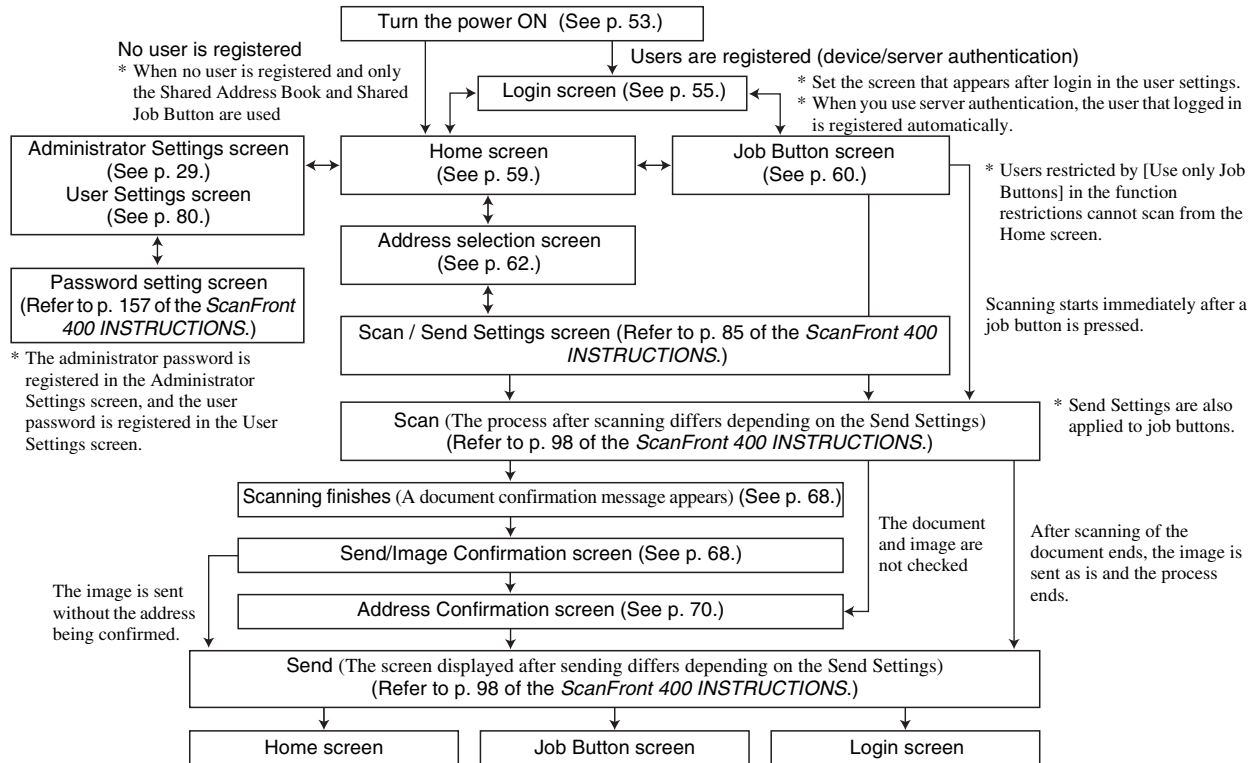 Turn the power ON (See p. 53.)
No user is registered
* When no user is registered and only
the Shared Address Book and Shared
Job Button are used
Users are registered (device/server authentication)
Login screen (See p. 55.)
* Set the screen that appears after login in the user settings.
* When you use server authentication, the user that logged in
is registered automatically.
Administrator Settings screen
(See p. 29.)
User Settings screen
(See p. 80.)
Home screen
(See p. 59.)
Job Button screen
(See p. 60.)
* Users restricted by [Use only Job
Buttons] in the function
restrictions cannot scan from the
Home screen.
Address selection screen
(See p. 62.)
Password setting screen
(Refer to p. 157 of the ScanFront
400 INSTRUCTIONS.)
* The administrator password is
registered in the Administrator
Settings screen, and the user
password is registered in the User
Settings screen.
Scanning starts immediately after a
job button is pressed.
Scan / Send Settings screen (Refer to p. 85 of the ScanFront 400
INSTRUCTIONS.)
Scan (The process after scanning differs depending on the Send Settings)
(Refer to p. 98 of the ScanFront 400 INSTRUCTIONS.)
* Send Settings are also
applied to job buttons.
Scanning finishes (A document confirmation message appears) (See p. 68.)
Send/Image Confirmation screen (See p. 68.)
The document
and image are
not checked
After scanning of the
document ends, the image is
sent as is and the process
ends.
The image is sent
without the address
being confirmed.
Address Confirmation screen (See p. 70.)
Send (The screen displayed after sending differs depending on the Send Settings)
(Refer to p. 98 of the ScanFront 400 INSTRUCTIONS.)
Home screen
Job Button screen
Login screen